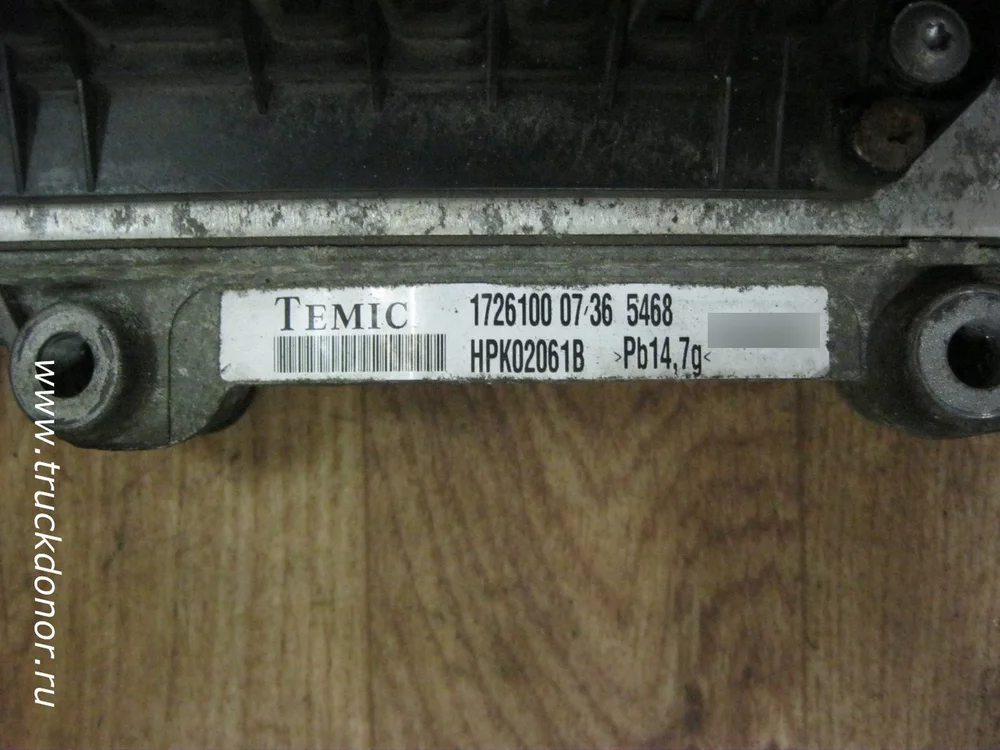 TEMIC 1726100 07/36 5468
HPK02061B >Pb14,7g<
www.truckdonor.ru